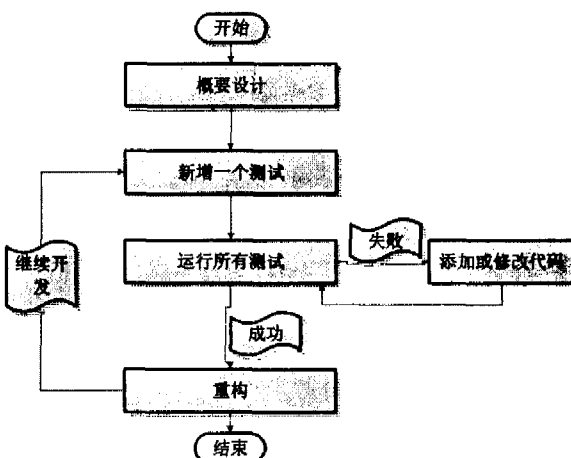 开始
概要设计
新增一个测试
失败
继续开
发
运行所有测试
添加或修改代码
成功
重构
结束